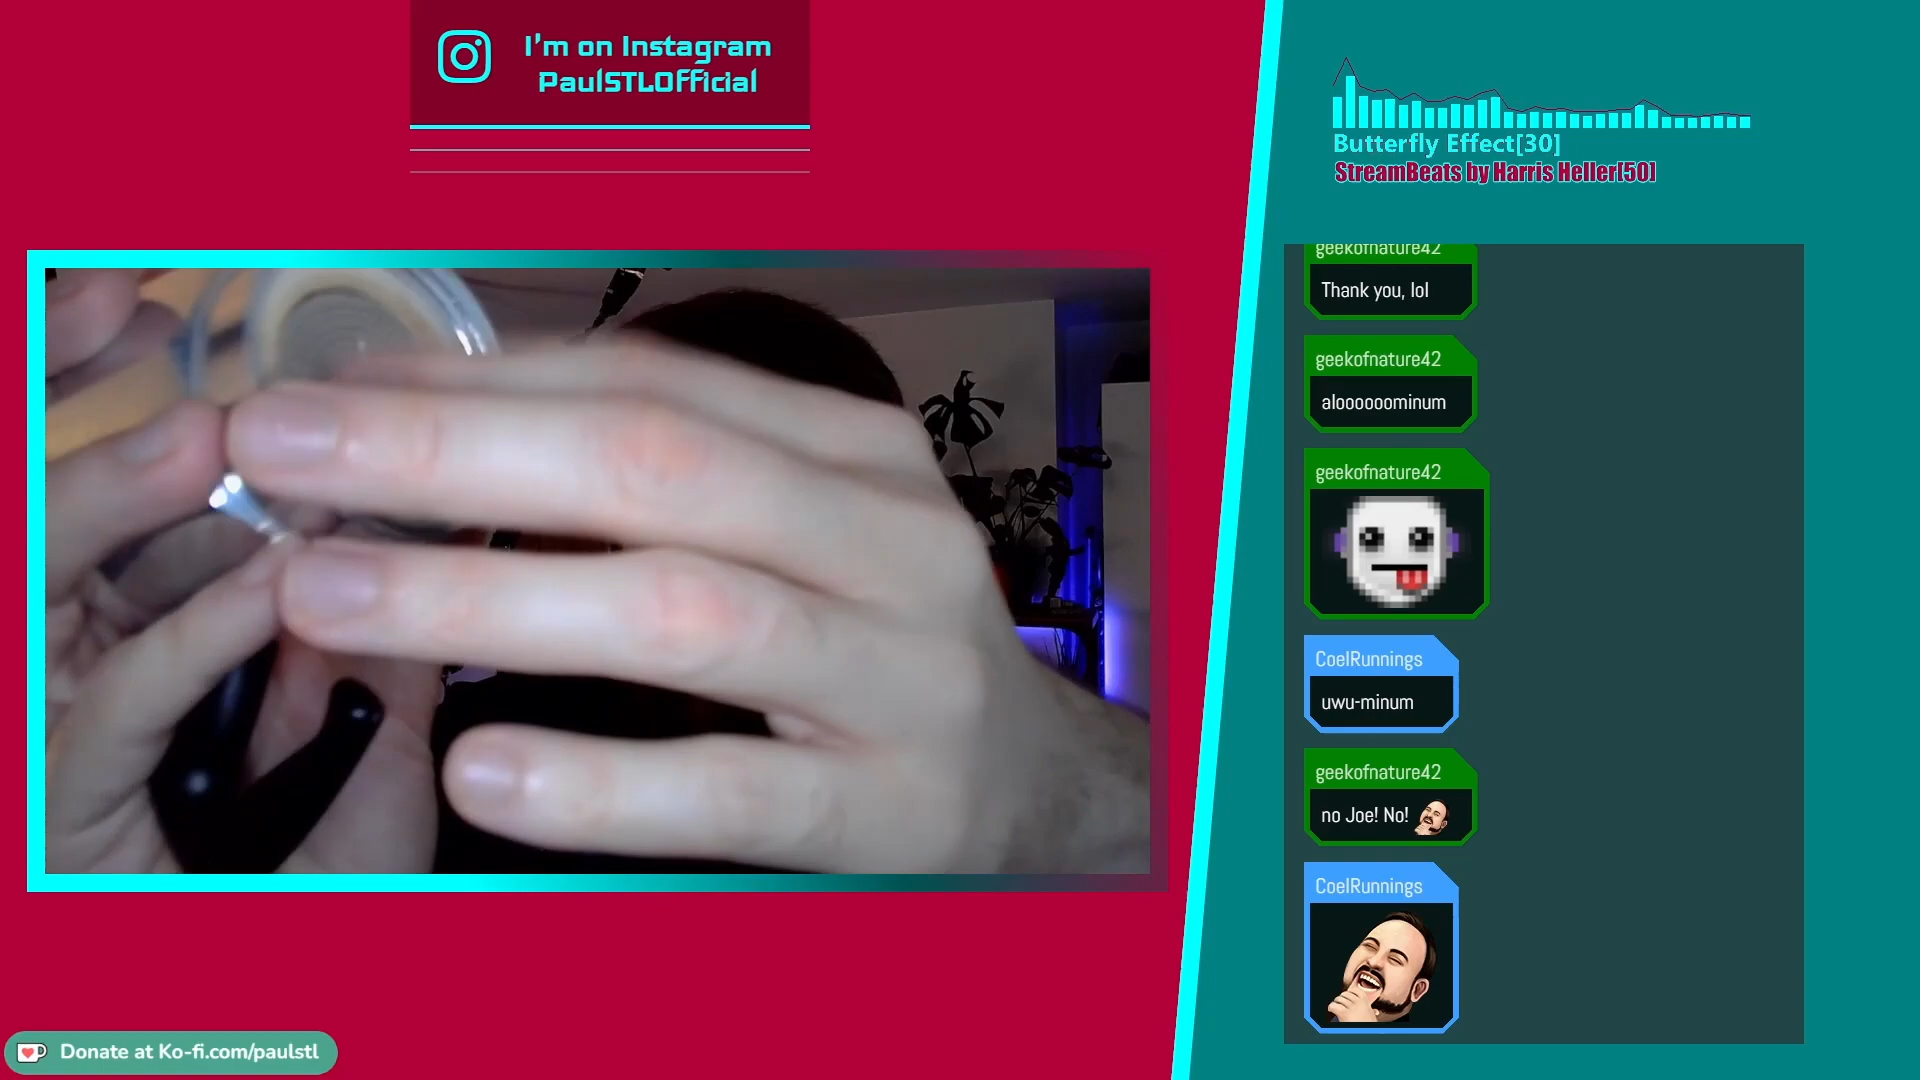 I'm on Instagram
PaulSTLOfficial
Butterfly Effect[30]
StreamBeats by Harris Heller[50]
geekofnature42
Thank you, lol
geekofnature42
aloooooominum
geekofnature42
CoelRunnings
uwu-minum
geekofnature42
no Joe! No!
CoelRunnings
Donate at Ko-fi.com/paulstl